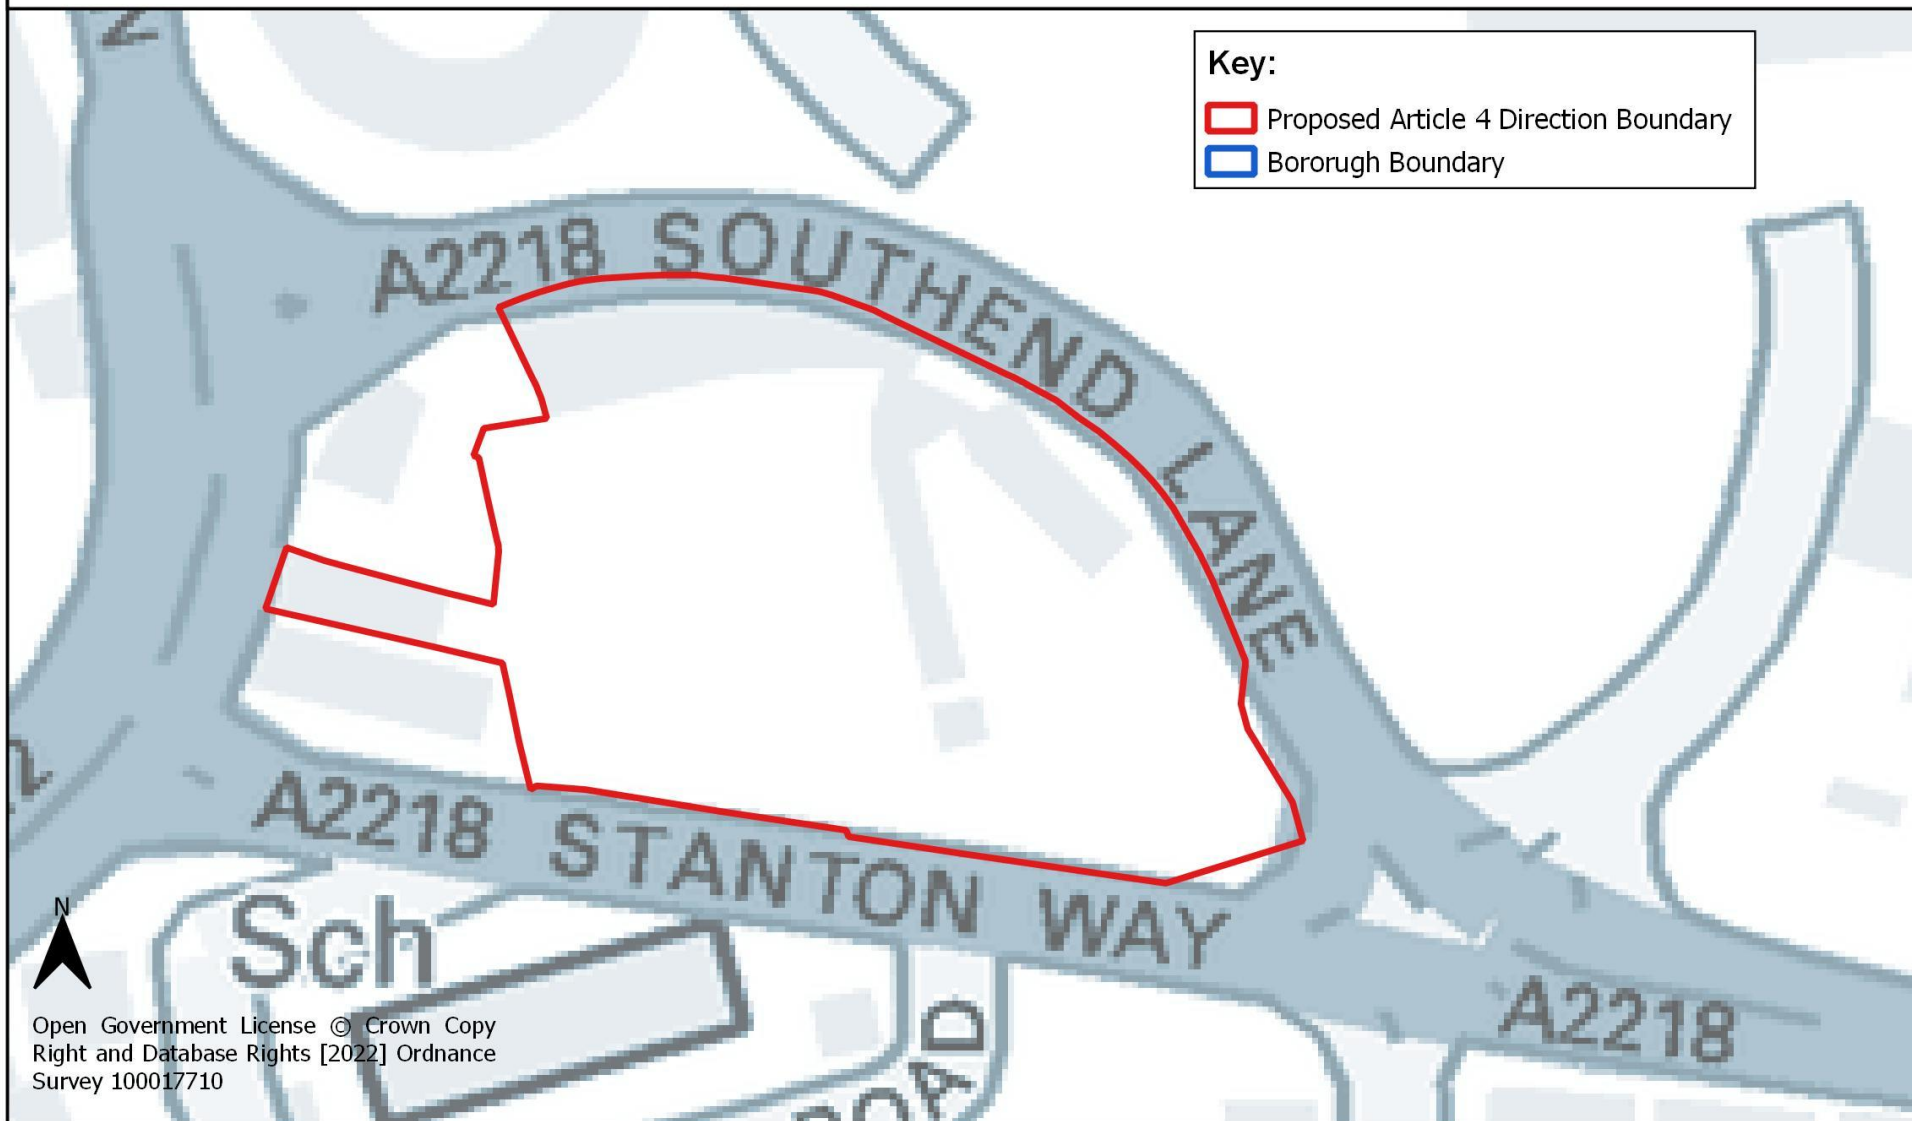 Key:
Proposed Article 4 Direction Boundary
Bororugh Boundary
A2218 SOUTHEND LANE
A2218 STANTON WAY
A2218
Sch
ROAD
N
Open Government License © Crown Copy
Right and Database Rights [2022] Ordnance
Survey 100017710